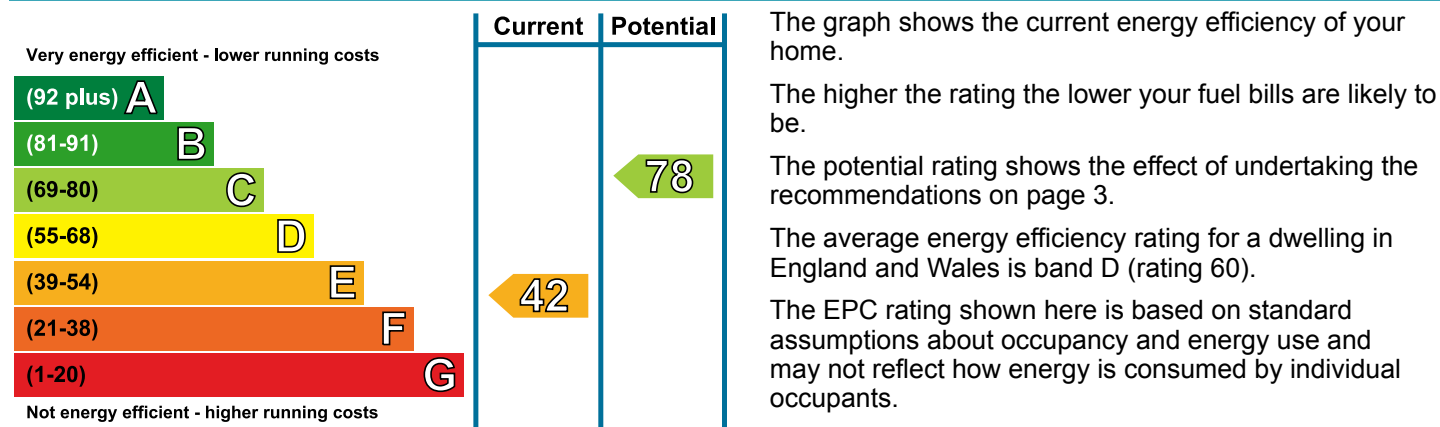 Current Potential
Very energy efficient - lower running costs
(92 plus) A
(81-91) B
(69-80) C
78
(55-68) D
(39-54) E
42
(21-38) F
(1-20) G
Not energy efficient - higher running costs
The graph shows the current energy efficiency of your
home.
The higher the rating the lower your fuel bills are likely to
be.
The potential rating shows the effect of undertaking the
recommendations on page 3.
The average energy efficiency rating for a dwelling in
England and Wales is band D (rating 60).
The EPC rating shown here is based on standard
assumptions about occupancy and energy use and
may not reflect how energy is consumed by individual
occupants.